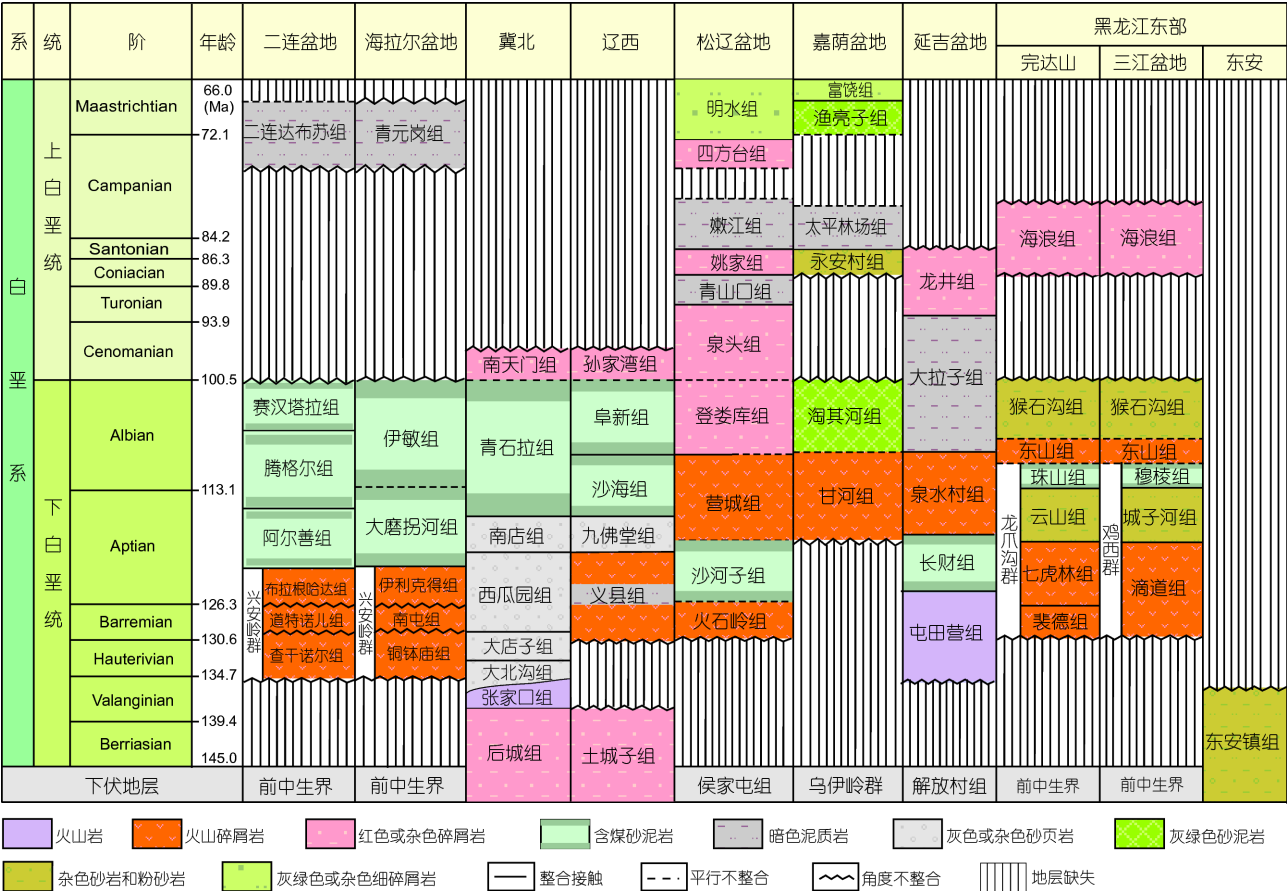 系 统 阶 年龄 二连盆地 海拉尔盆地 冀北 辽西 松辽盆地 嘉荫盆地 延吉盆地 黑龙江东部
完达山 三江盆地 东安
白垩系
上白垩统
下白垩统
Maastrichtian
Campanian
Santonian
Coniacian
Turonian
Cenomanian
Albian
Aptian
Barremian
Hauterivian
Valanginian
Berriasian
66.0
(Ma)
72.1
84.2
86.3
89.8
93.9
100.5
113.1
126.3
130.6
134.7
139.4
145.0
二连达布苏组
赛汉塔拉组
腾格尔组
阿尔善组
兴安岭群
布拉根哈达组
道特诺儿组
查干诺尔组
青元岗组
伊敏组
大磨拐河组
兴安岭群
伊利克得组
南屯组
铜钵庙组
南天门组
青石拉组
南店组
西瓜园组
大店子组
大北沟组
张家口组
后城组
孙家湾组
阜新组
沙海组
九佛堂组
义县组
土城子组
明水组
四方台组
嫩江组
姚家组
青山口组
泉头组
登娄库组
营城组
沙河子组
火石岭组
富饶组
渔亮子组
太平林场组
永安村组
淘其河组
甘河组
龙井组
大拉子组
泉水村组
长财组
屯田营组
海浪组
猴石沟组
东山组
龙爪沟群
珠山组
云山组
七虎林组
裴德组
海浪组
猴石沟组
东山组
鸡西群
穆棱组
城子河组
滴道组
东安镇组
下伏地层 前中生界 前中生界 侯家屯组 乌伊岭群 解放村组 前中生界 前中生界
火山岩 火山碎屑岩 红色或杂色碎屑岩 含煤砂泥岩 暗色泥质岩 灰色或杂色砂页岩 灰绿色砂泥岩
杂色砂岩和粉砂岩 灰绿色或杂色细碎屑岩 整合接触 平行不整合 角度不整合 地层缺失